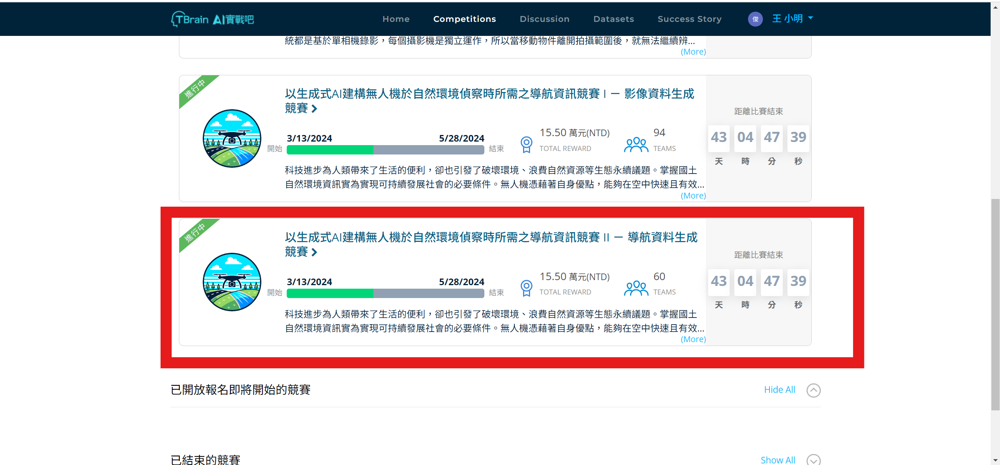 TBrain AI實戰吧
Home Competitions Discussion Datasets Success Story 俊 王 小明
統都是基於單相機錄影，每個攝影機是獨立運作，所以當移動物件離開拍攝範圍後，就無法繼續辨...
(More)
進行中
以生成式AI建構無人機於自然環境偵察時所需之導航資訊競賽 I － 影像資料生成
競賽
距離比賽結束
3/13/2024 5/28/2024
開始 結束
15.50 萬元(NTD)
TOTAL REWARD
94
TEAMS
43 04 47 39
天 時 分 秒
科技進步為人類帶來了生活的便利，卻也引發了破壞環境、浪費自然資源等生態永續議題。掌握國土
自然環境資訊實為實現可持續發展社會的必要條件。無人機憑藉著自身優點，能夠在空中快速且有效...
(More)
進行中
以生成式AI建構無人機於自然環境偵察時所需之導航資訊競賽 II － 導航資料生成
競賽
距離比賽結束
3/13/2024 5/28/2024
開始 結束
15.50 萬元(NTD)
TOTAL REWARD
60
TEAMS
43 04 47 39
天 時 分 秒
科技進步為人類帶來了生活的便利，卻也引發了破壞環境、浪費自然資源等生態永續議題。掌握國土
自然環境資訊實為實現可持續發展社會的必要條件。無人機憑藉著自身優點，能夠在空中快速且有效...
(More)
已開放報名即將開始的競賽 Hide All
已結束的競賽 Show All